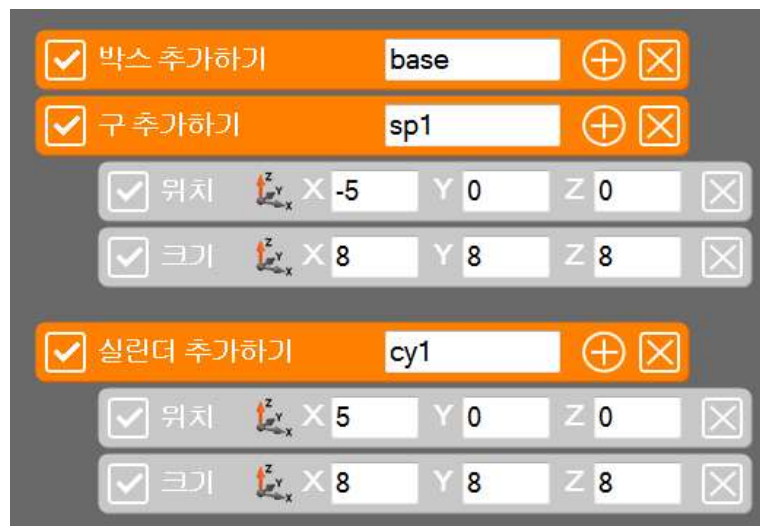 박스 추가하기 base
구 추가하기 sp1
위치 Z Y X X -5 Y 0 Z 0
크기 Z Y X X 8 Y 8 Z 8
실린더 추가하기 cy1
위치 Z Y X X 5 Y 0 Z 0
크기 Z Y X X 8 Y 8 Z 8